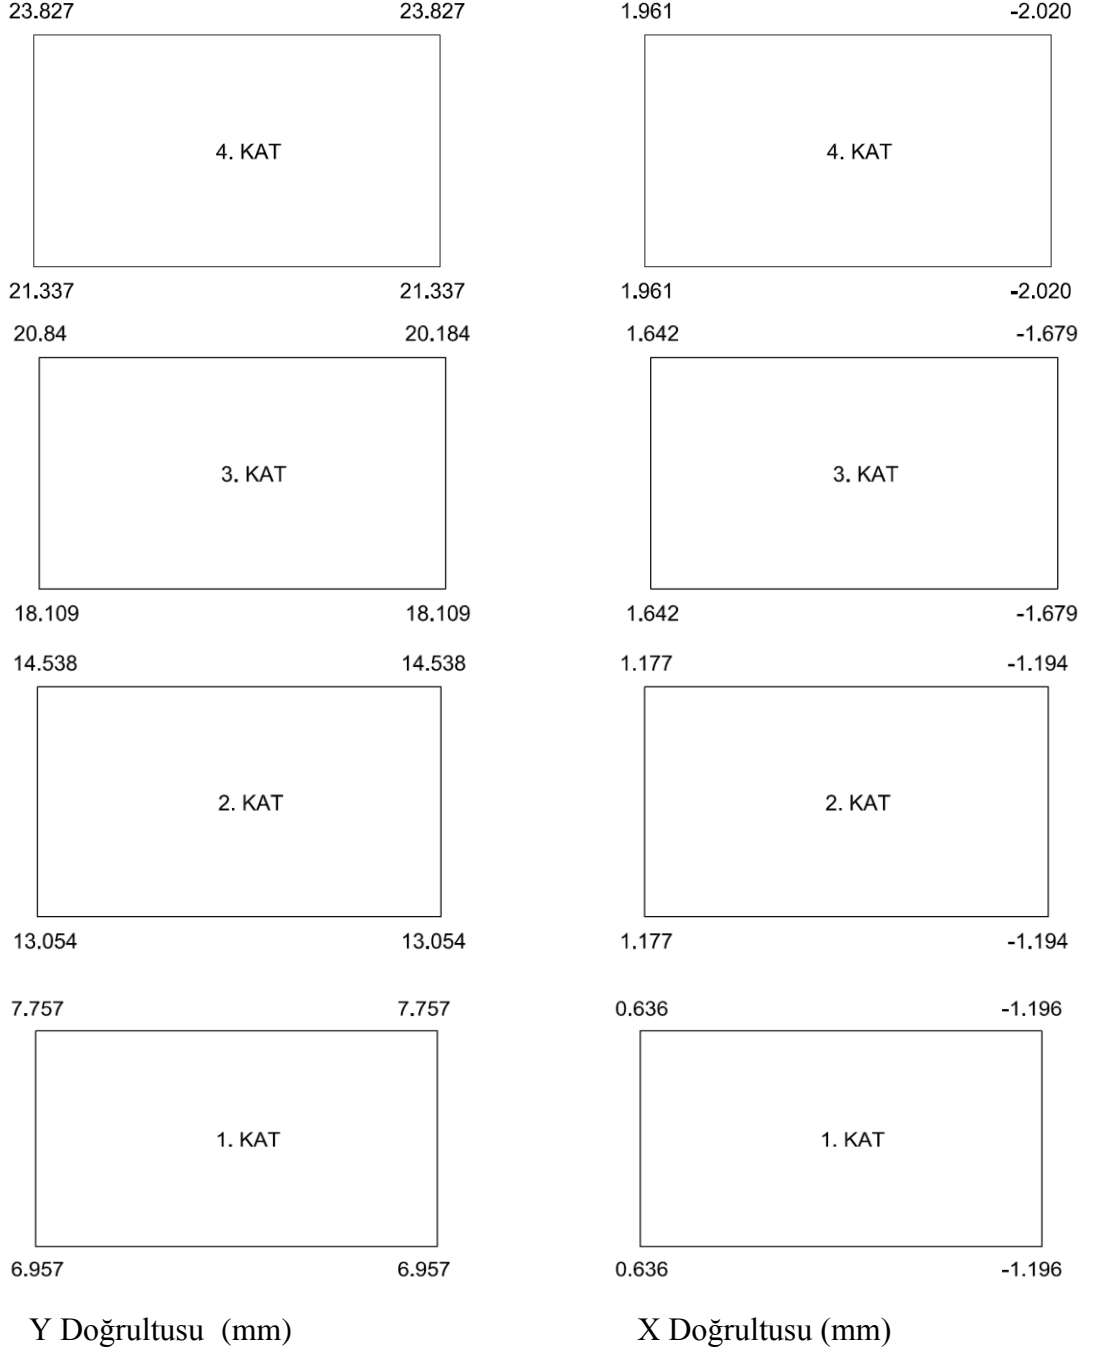 23.827 23.827 1.961 -2.020
4. KAT 4. KAT
21.337 21.337 1.961 -2.020
20.84 20.184 1.642 -1.679
3. KAT 3. KAT
18.109 18.109 1.642 -1.679
14.538 14.538 1.177 -1.194
2. KAT 2. KAT
13.054 13.054 1.177 -1.194
7.757 7.757 0.636 -1.196
1. KAT 1. KAT
6.957 6.957 0.636 -1.196
Y Doğrultusu (mm) X Doğrultusu (mm)